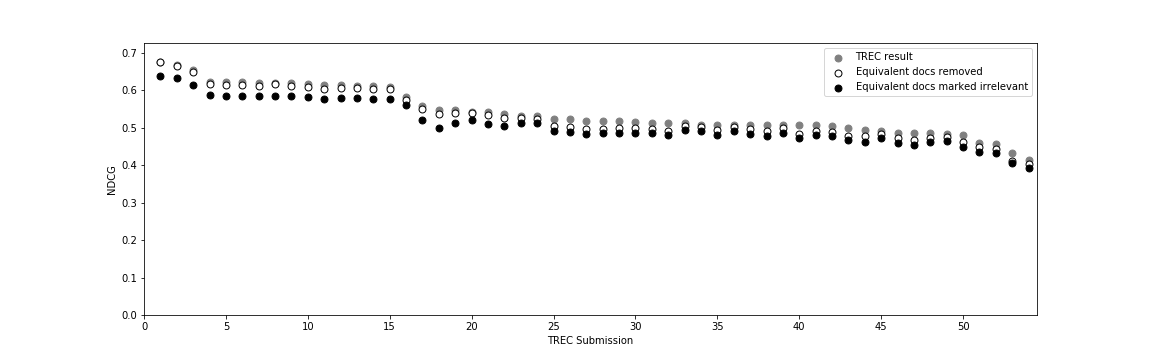 TREC result
Equivalent docs removed
Equivalent docs marked irrelevant
NDCG
0.7
0.6
0.5
0.4
0.3
0.2
0.1
0.0
0 5 10 15 20 25 30 35 40 45 50
TREC Submission